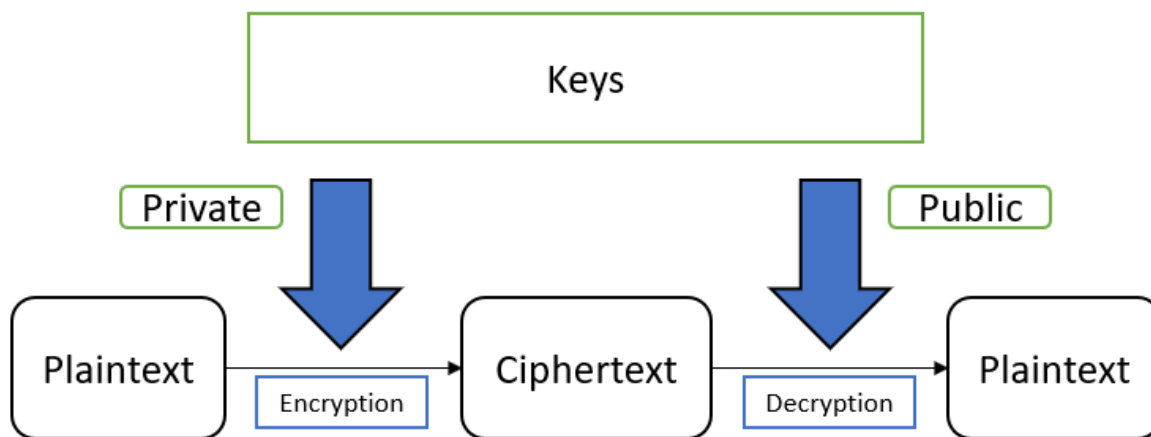 Keys
Private
Public
Plaintext
Ciphertext
Plaintext
Encryption
Decryption